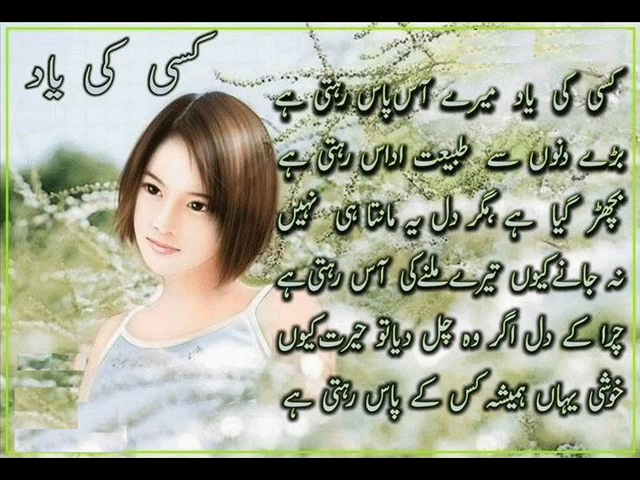 کسی کی یاد
کسی کی یاد میرے آس پاس رہتی ہے
بڑے دنوں سے طبیعت اداس رہتی ہے
بچھڑ گیا ہے ،مگر دل یہ مانتا ہی نہیں
نہ جانے کیوں تیرے ملنے کی آس رہتی ہے
چرا کے دل اگر وہ چل دیا تو حیرت کیوں
خوشی یہاں ہمیشہ کس کے پاس رہتی ہے